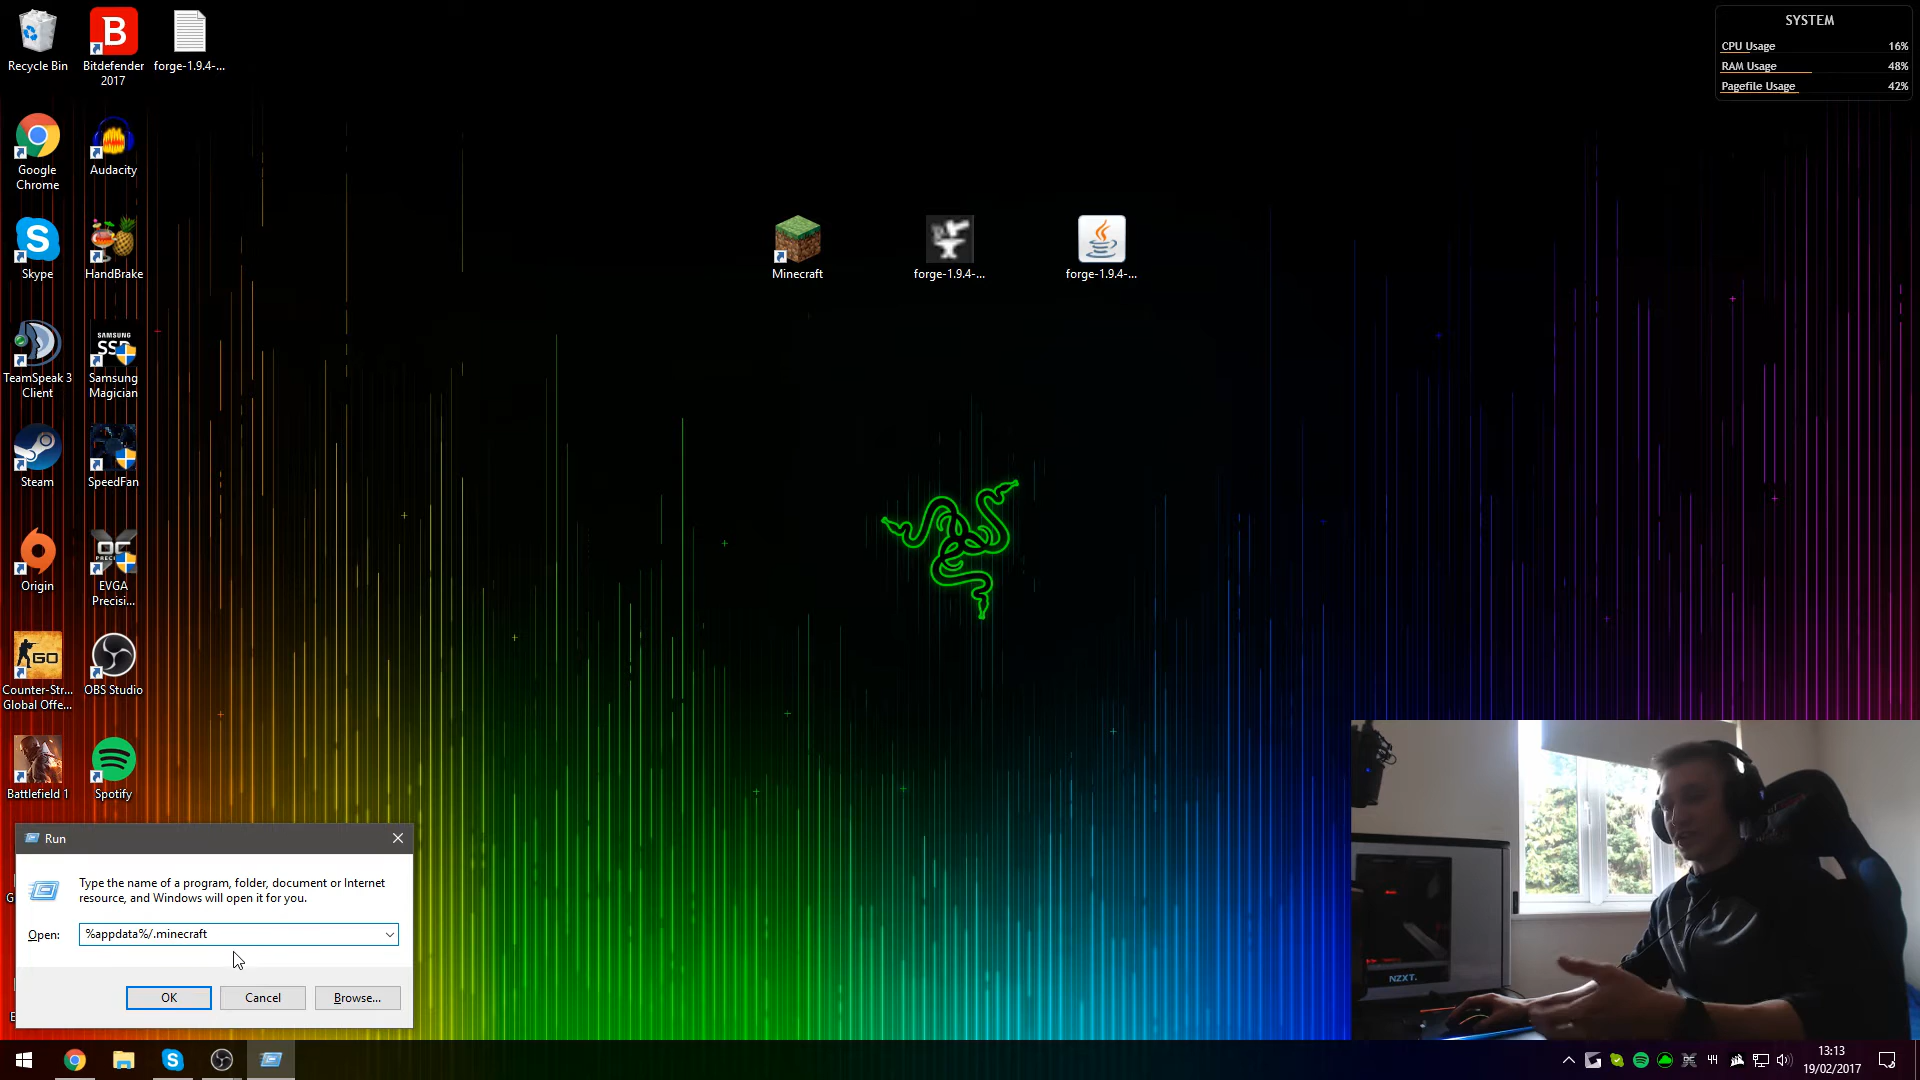 Recycle Bin
Bitdefender
2017
forge-1.9.4-...
SYSTEM
CPU Usage 16%
RAM Usage 48%
Pagefile Usage 42%
Google
Chrome
Audacity
Skype
HandBrake
Minecraft
forge-1.9.4-...
forge-1.9.4-...
TeamSpeak 3
Client
SAMSUNG
SSD
Samsung
Magician
Steam
SpeedFan
Origin
OC
EVGA
Precisi...
GO
Counter-Str...
Global Offe...
OBS Studio
Battlefield 1
Spotify
Run
Type the name of a program, folder, document or Internet
resource, and Windows will open it for you.
Open: %appdata%/.minecraft
OK Cancel Browse...
NZXT.
44
13:13
19/02/2017